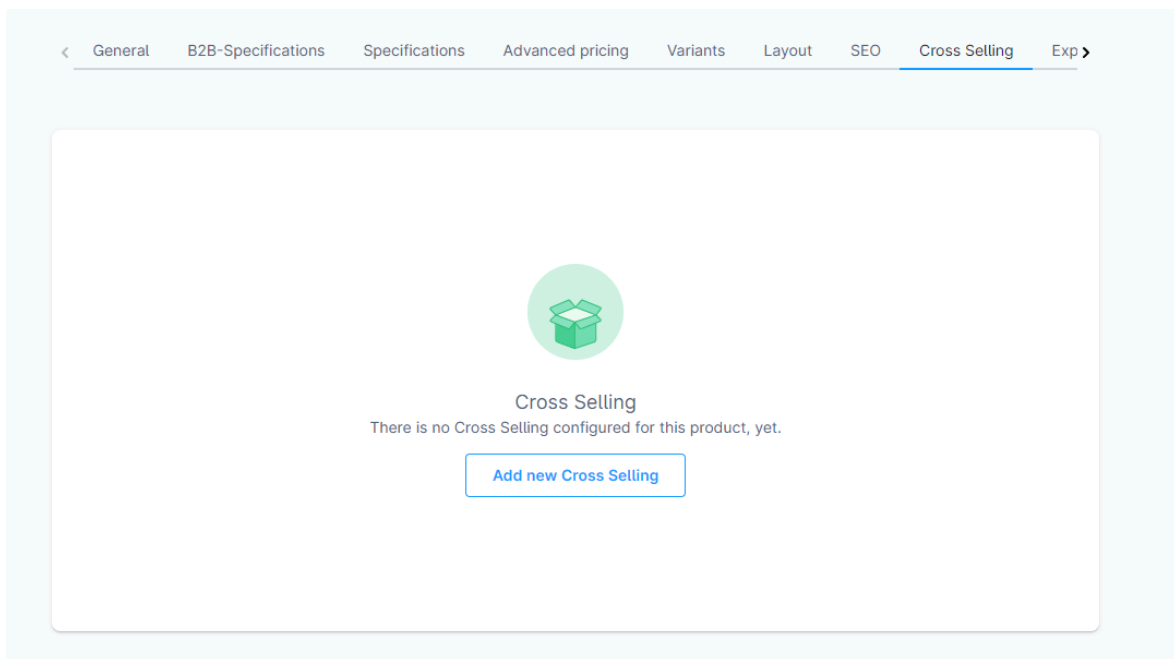 General B2B-Specifications Specifications Advanced pricing Variants Layout SEO Cross Selling Exp
Cross Selling
There is no Cross Selling configured for this product, yet.
Add new Cross Selling